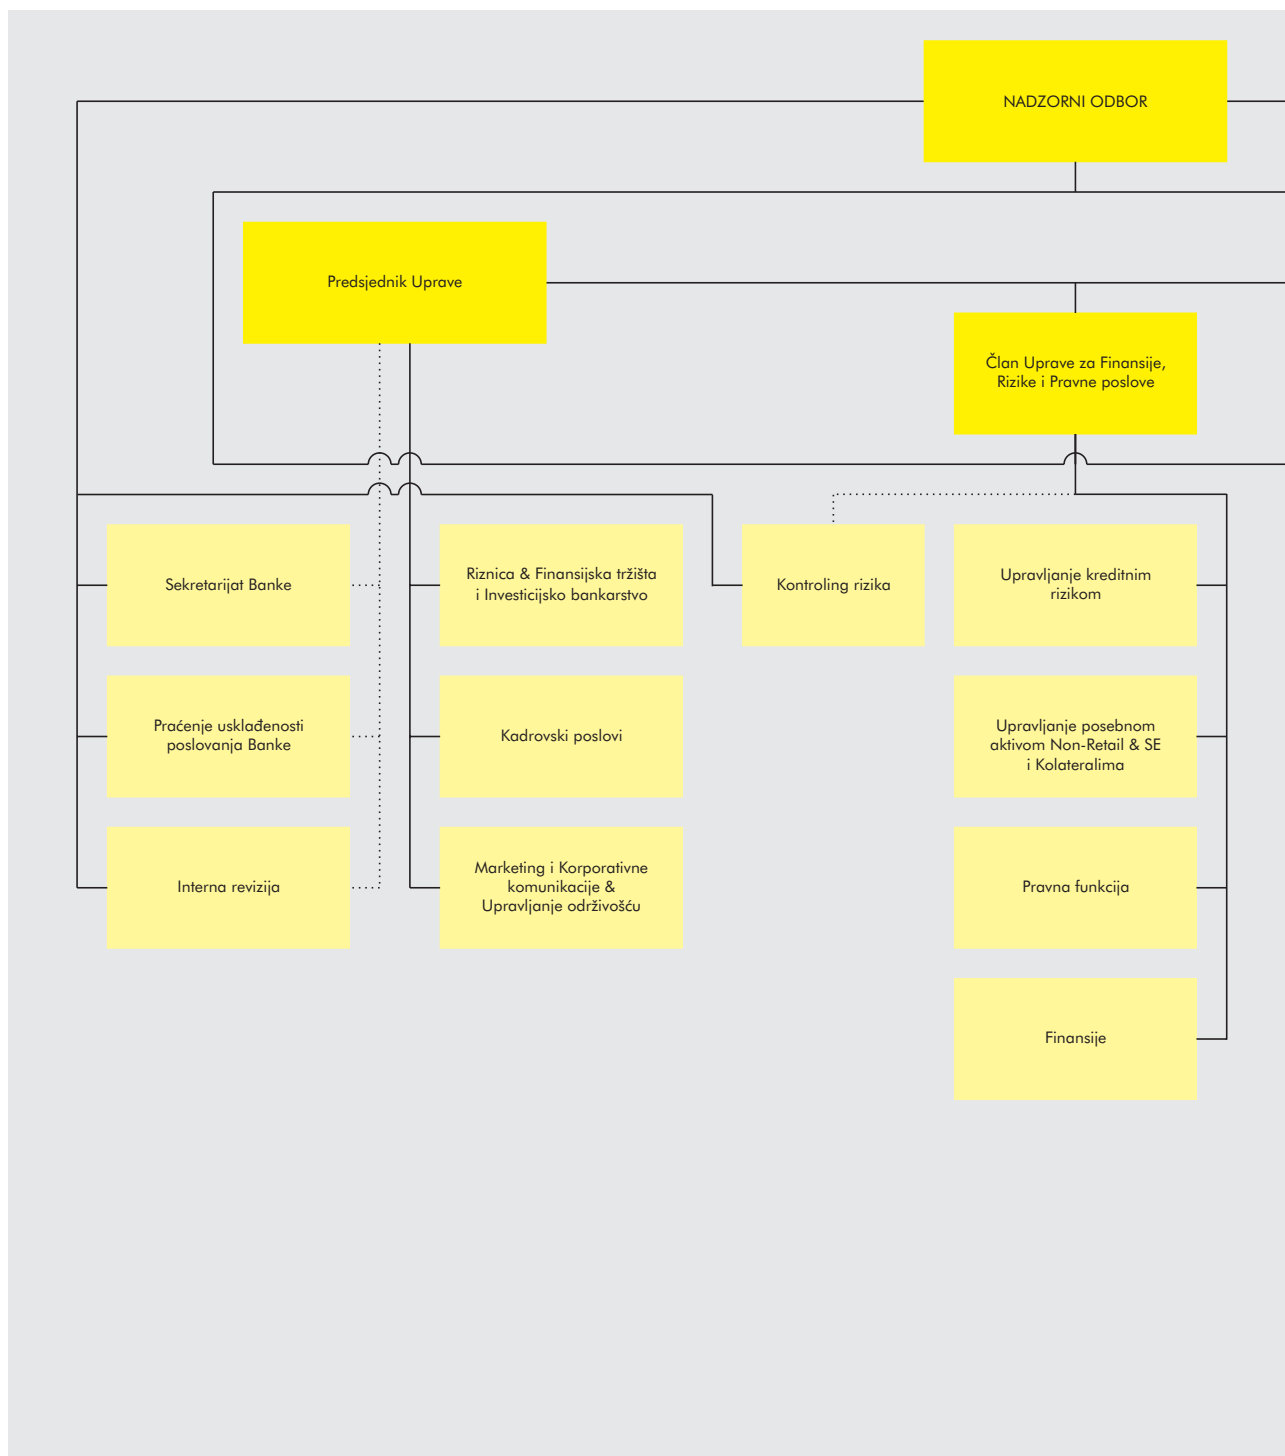 NADZORNI ODBOR
Predsjednik Uprave
Član Uprave za Finansije,
Rizike i Pravne poslove
Sekretarijat Banke
Riznica & Finansijska tržišta
i Investicijsko bankarstvo
Kontroling rizika
Upravljanje kreditnim
rizikom
Praćenje usklađenosti
poslovanja Banke
Kadrovski poslovi
Upravljanje posebnom
aktivom Non-Retail & SE
i Kolateralima
Interna revizija
Marketing i Korporativne
komunikacije &
Upravljanje održivošću
Pravna funkcija
Finansije